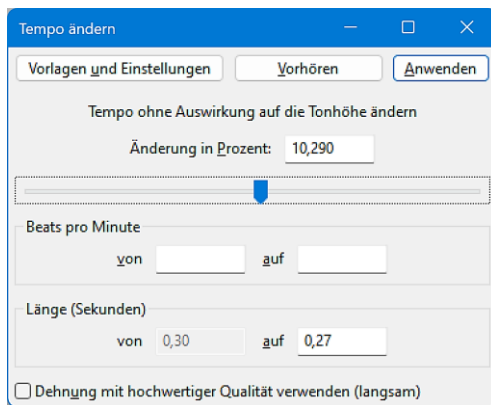 Tempo ändern
Vorlagen und Einstellungen Vorhören Anwenden
Tempo ohne Auswirkung auf die Tonhöhe ändern
Änderung in Prozent: 10,290
Beats pro Minute
von auf
Länge (Sekunden)
von 0,30 auf 0,27
Dehnung mit hochwertiger Qualität verwenden (langsam)